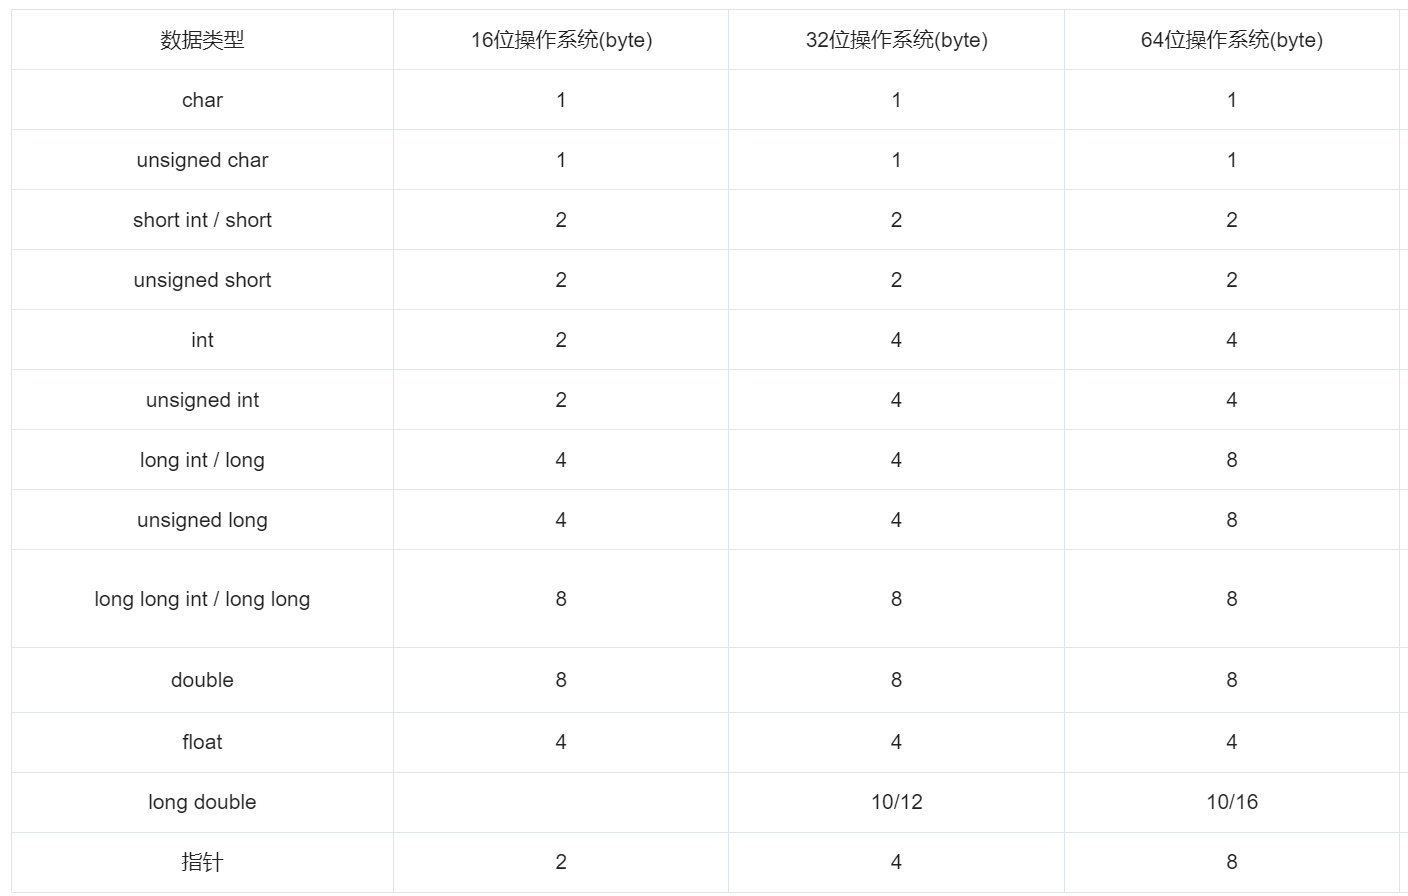 数据类型 16位操作系统(byte) 32位操作系统(byte) 64位操作系统(byte)
char 1 1 1
unsigned char 1 1 1
short int / short 2 2 2
unsigned short 2 2 2
int 2 4 4
unsigned int 2 4 4
long int / long 4 4 8
unsigned long 4 4 8
long long int / long long 8 8 8
double 8 8 8
float 4 4 4
long double 10/12 10/16
指针 2 4 8